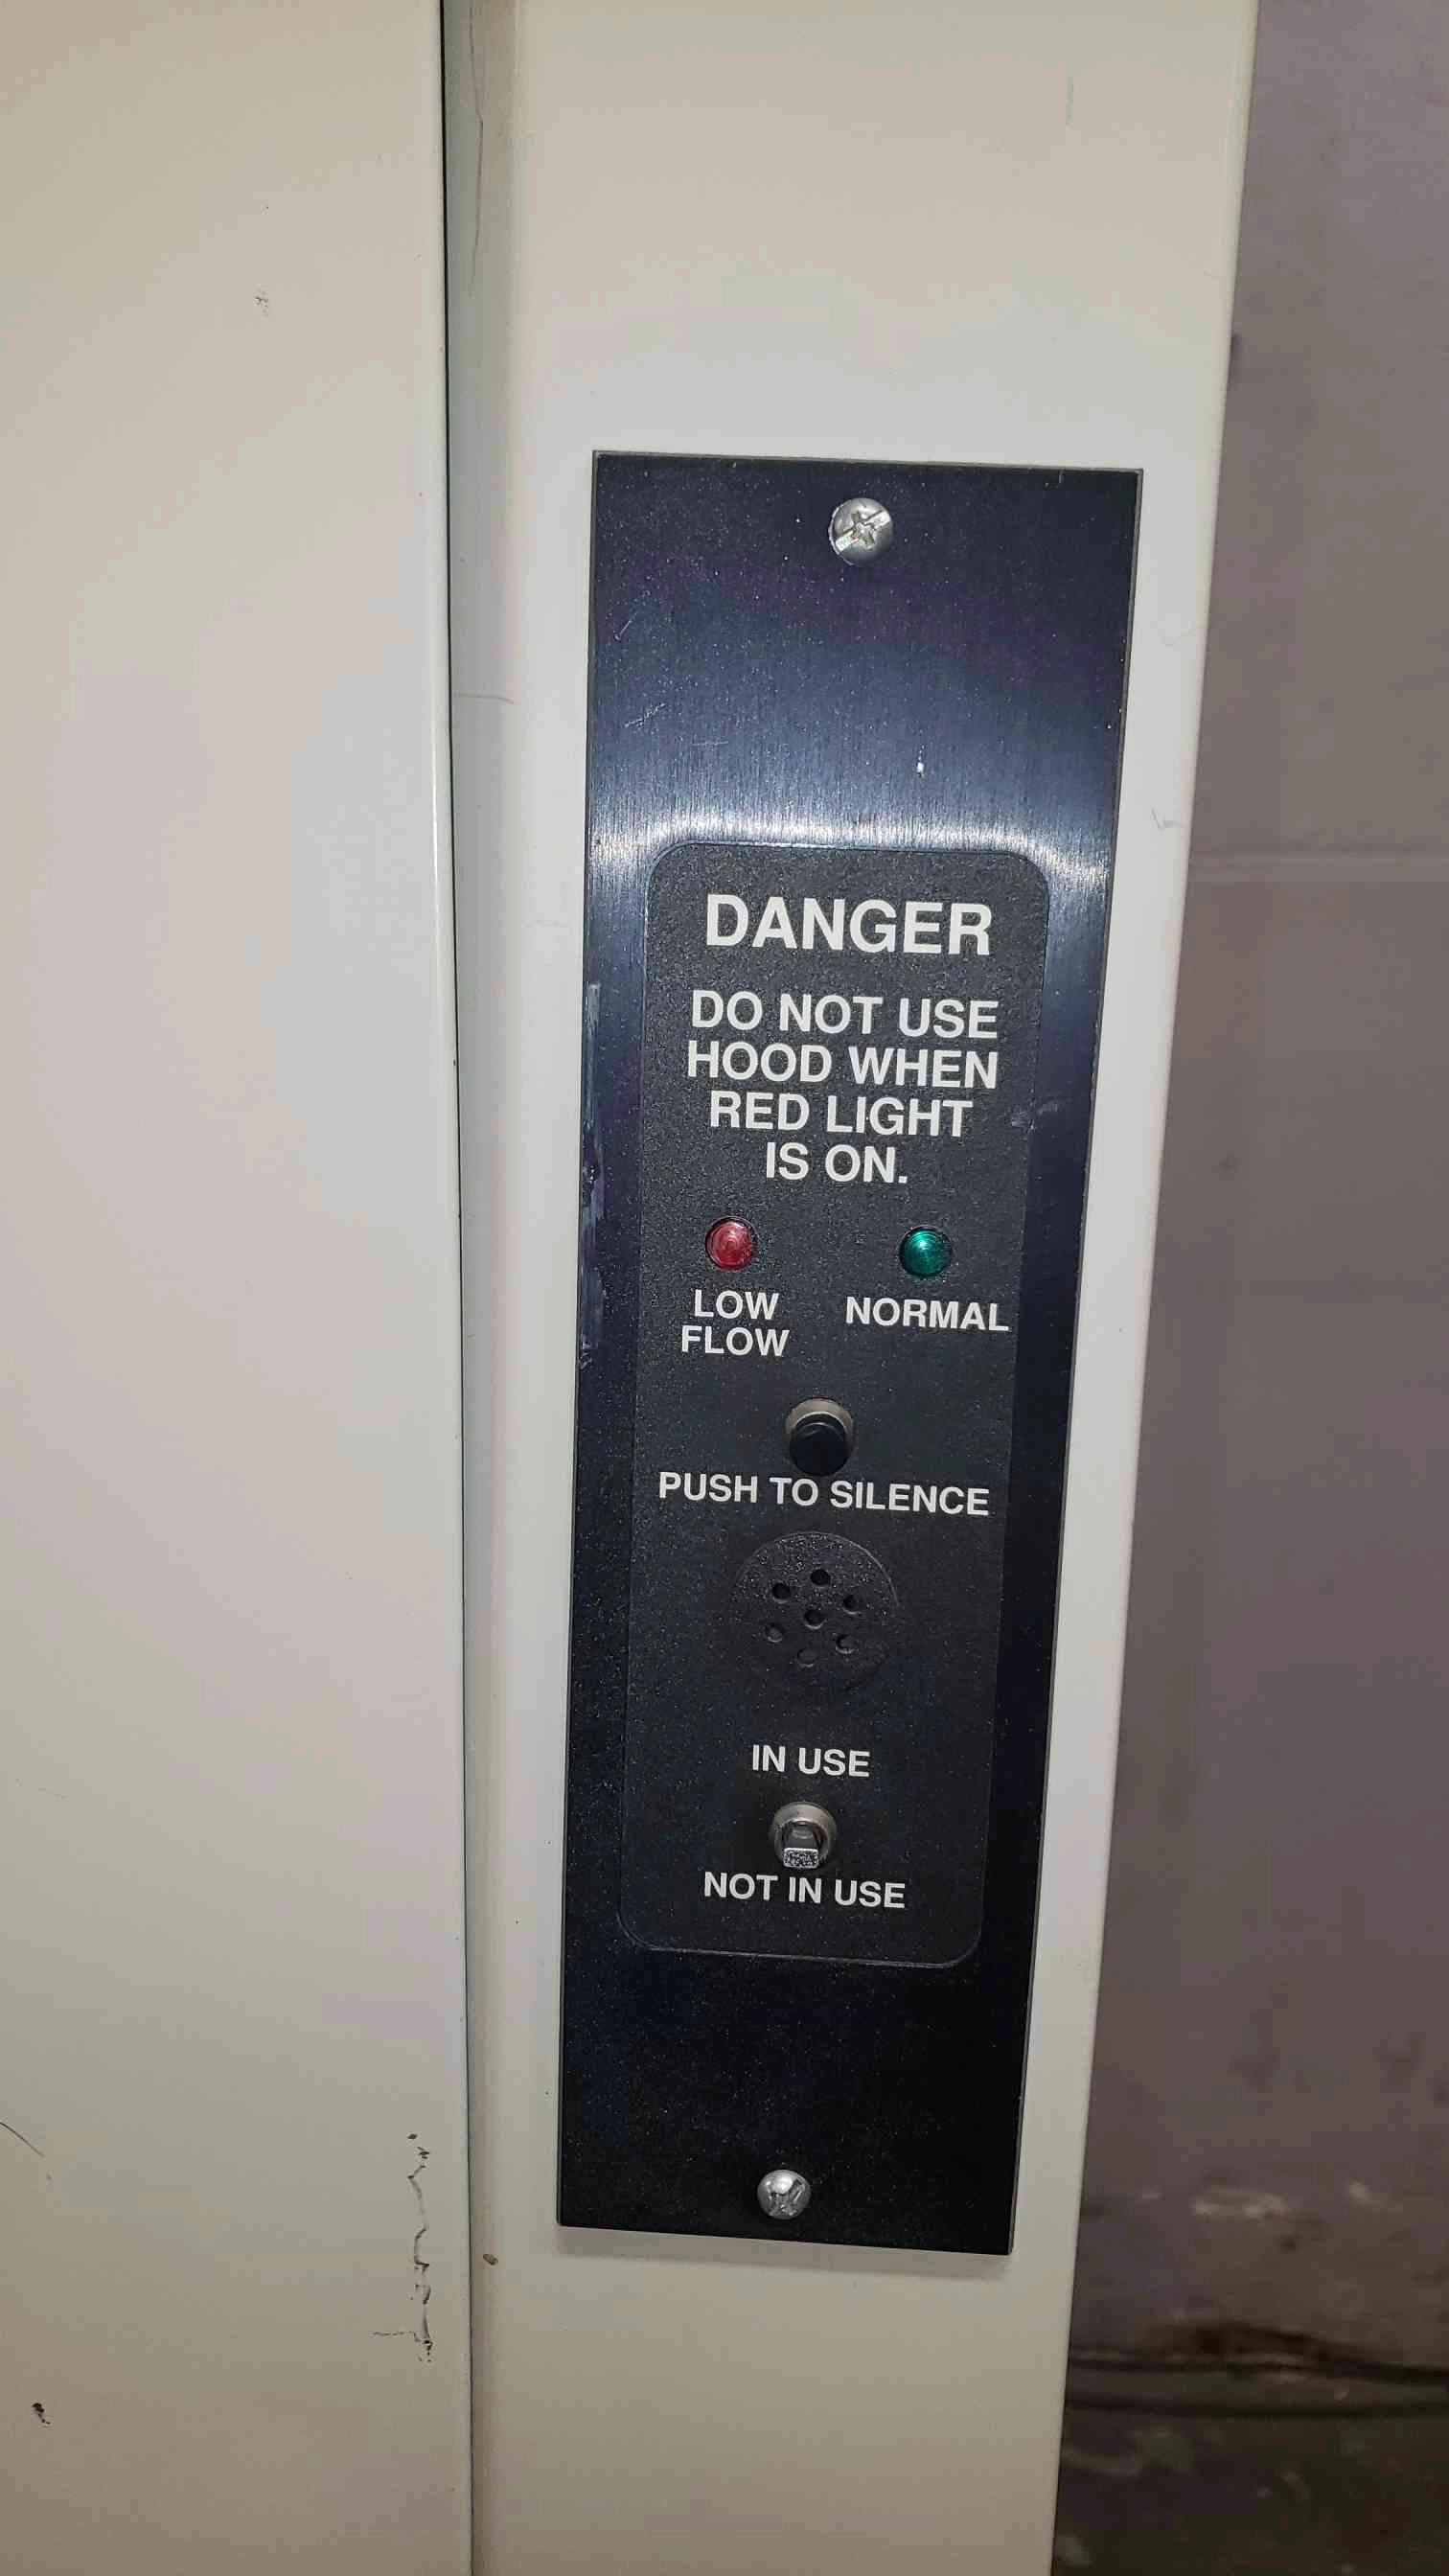 DANGER
DO NOT USE
HOOD WHEN
RED LIGHT
IS ON.
LOW
FLOW
NORMAL
PUSH TO SILENCE
IN USE
NOT IN USE